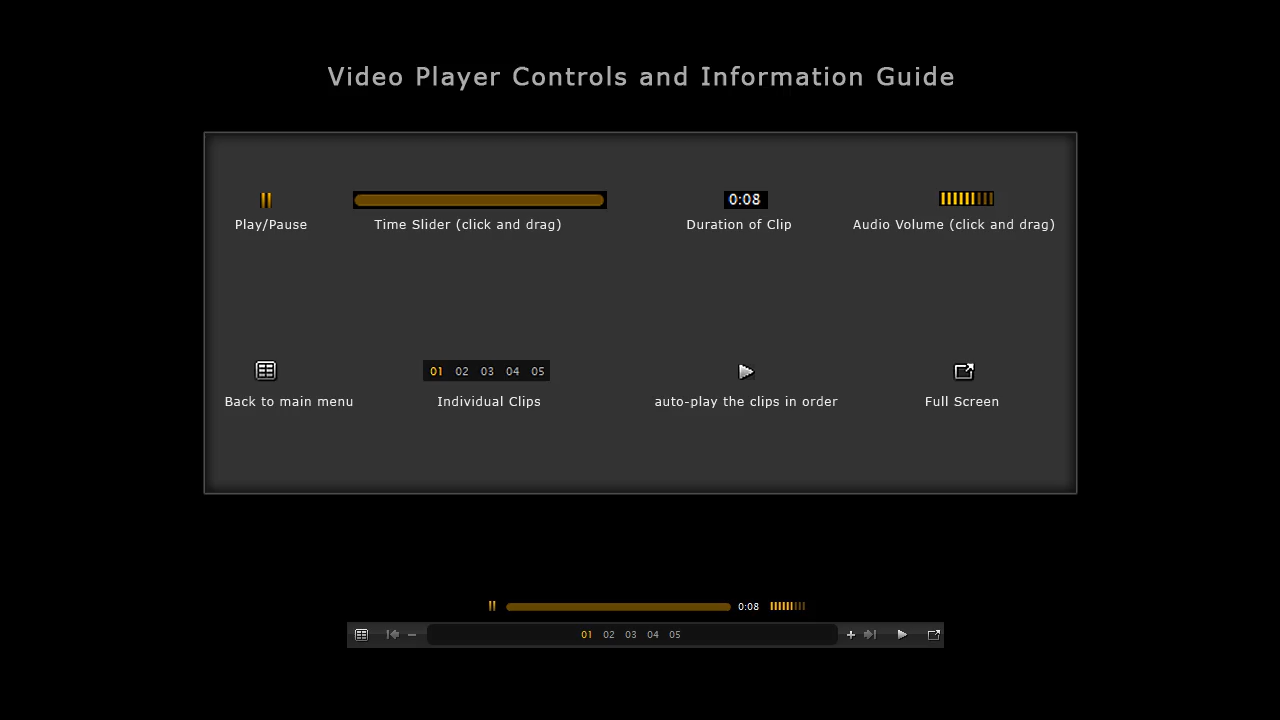 Video Player Controls and Information Guide
0:08
Play/Pause Time Slider (click and drag) Duration of Clip Audio Volume (click and drag)
01 02 03 04 05
Back to main menu Individual Clips auto-play the clips in order Full Screen
0:08
01 02 03 04 05